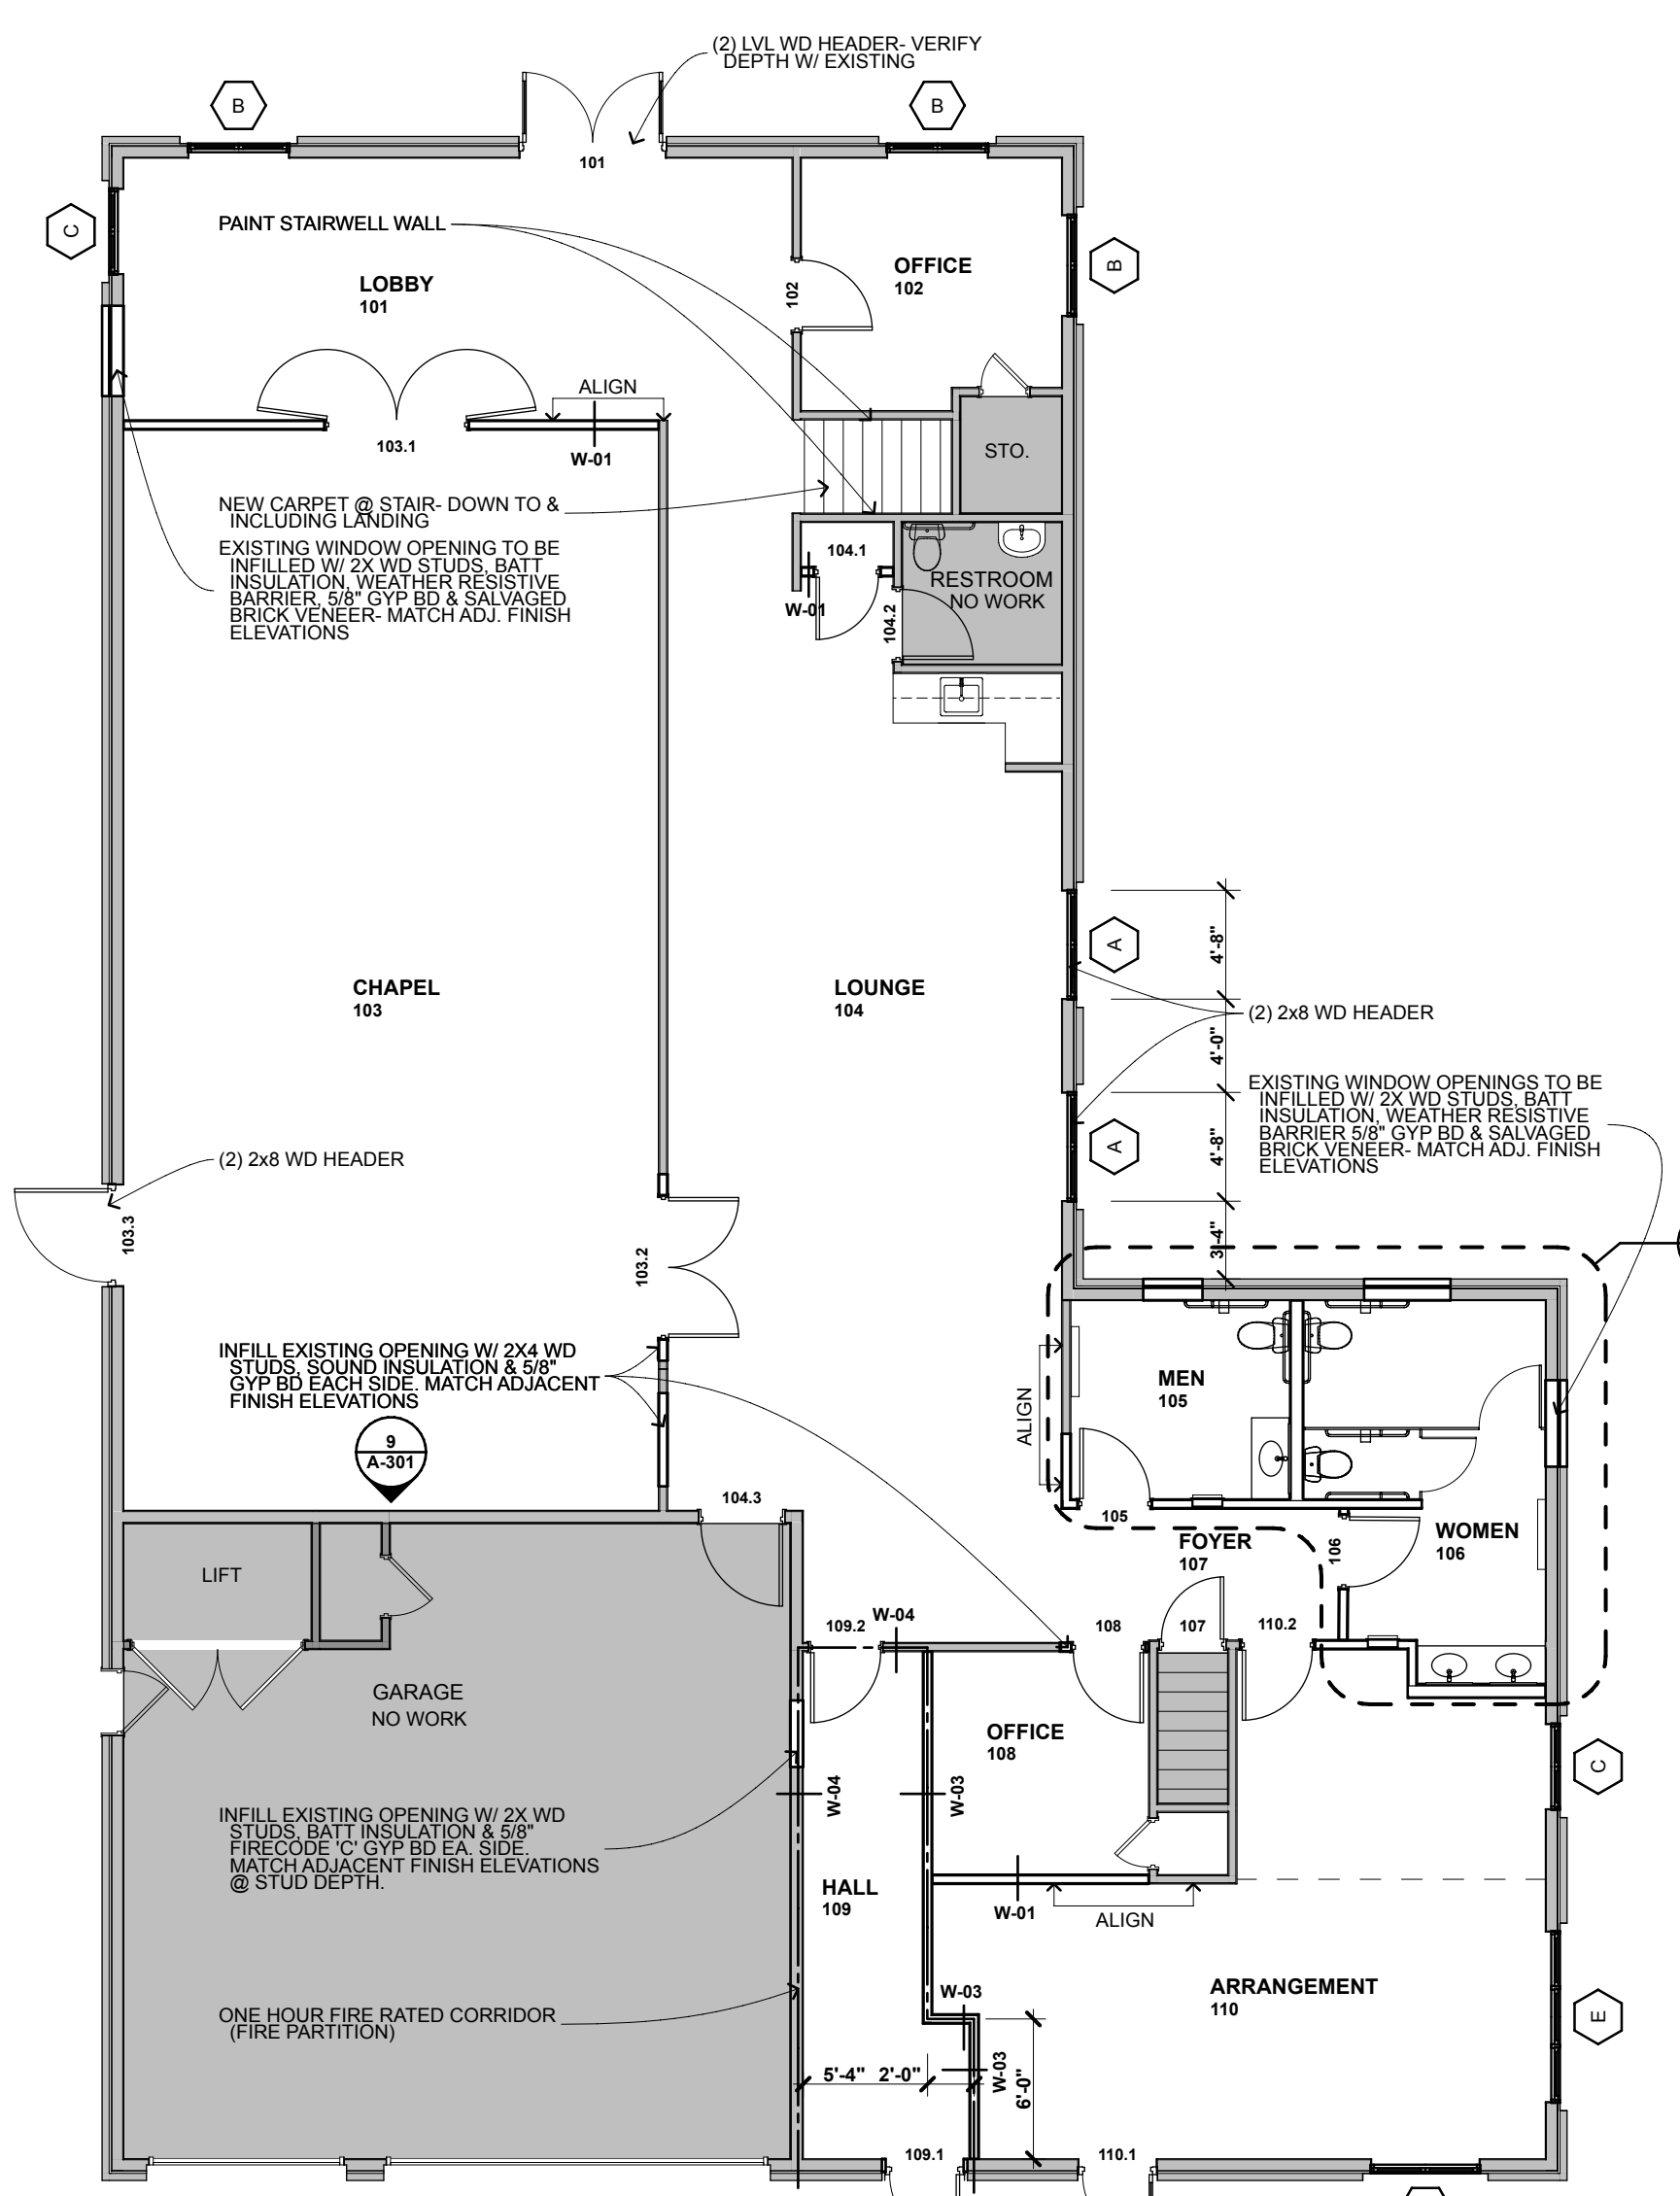 (2) LVL WD HEADER- VERIFY
DEPTH W/ EXISTING
B
B
101
C
PAINT STAIRWELL WALL
LOBBY
101
102
OFFICE
102
B
ALIGN
103.1
W-01
STO.
NEW CARPET @ STAIR- DOWN TO &
INCLUDING LANDING
EXISTING WINDOW OPENING TO BE
INFILLED W/ 2X WD STUDS, BATT
INSULATION, WEATHER RESISTIVE
BARRIER, 5/8" GYP BD & SALVAGED
BRICK VENEER- MATCH ADJ. FINISH
ELEVATIONS
104.1
W-01
104.2
RESTROOM
NO WORK
CHAPEL
103
LOUNGE
104
A
4'-8"
(2) 2x8 WD HEADER
4'-0"
EXISTING WINDOW OPENINGS TO BE
INFILLED W/ 2X WD STUDS, BATT
INSULATION, WEATHER RESISTIVE
BARRIER 5/8" GYP BD & SALVAGED
BRICK VENEER- MATCH ADJ. FINISH
ELEVATIONS
A
4'-8"
(2) 2x8 WD HEADER
103.3
103.2
3'-4"
INFILL EXISTING OPENING W/ 2X4 WD
STUDS, SOUND INSULATION & 5/8"
GYP BD EACH SIDE. MATCH ADJACENT
FINISH ELEVATIONS
ALIGN
MEN
105
9
A-301
104.3
105
FOYER
107
106
WOMEN
106
LIFT
109.2
W-04
108
107
110.2
GARAGE
NO WORK
OFFICE
108
C
W-04
W-03
INFILL EXISTING OPENING W/ 2X WD
STUDS, BATT INSULATION & 5/8"
FIRECODE 'C' GYP BD EA. SIDE.
MATCH ADJACENT FINISH ELEVATIONS
@ STUD DEPTH.
HALL
109
W-01
ALIGN
ARRANGEMENT
110
W-03
E
ONE HOUR FIRE RATED CORRIDOR
(FIRE PARTITION)
5'-4"
2'-0"
W-03
6'-0"
109.1
110.1